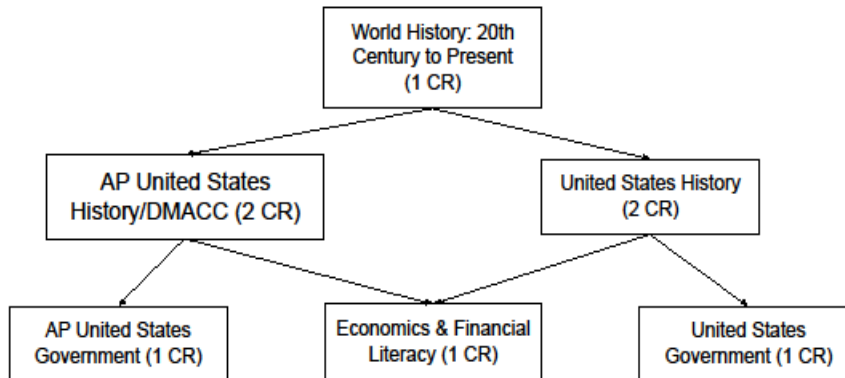 World History: 20th
Century to Present
(1 CR)
AP United States
History/DMACC (2 CR)
United States History
(2 CR)
AP United States
Government (1 CR)
Economics & Financial
Literacy (1 CR)
United States
Government (1 CR)